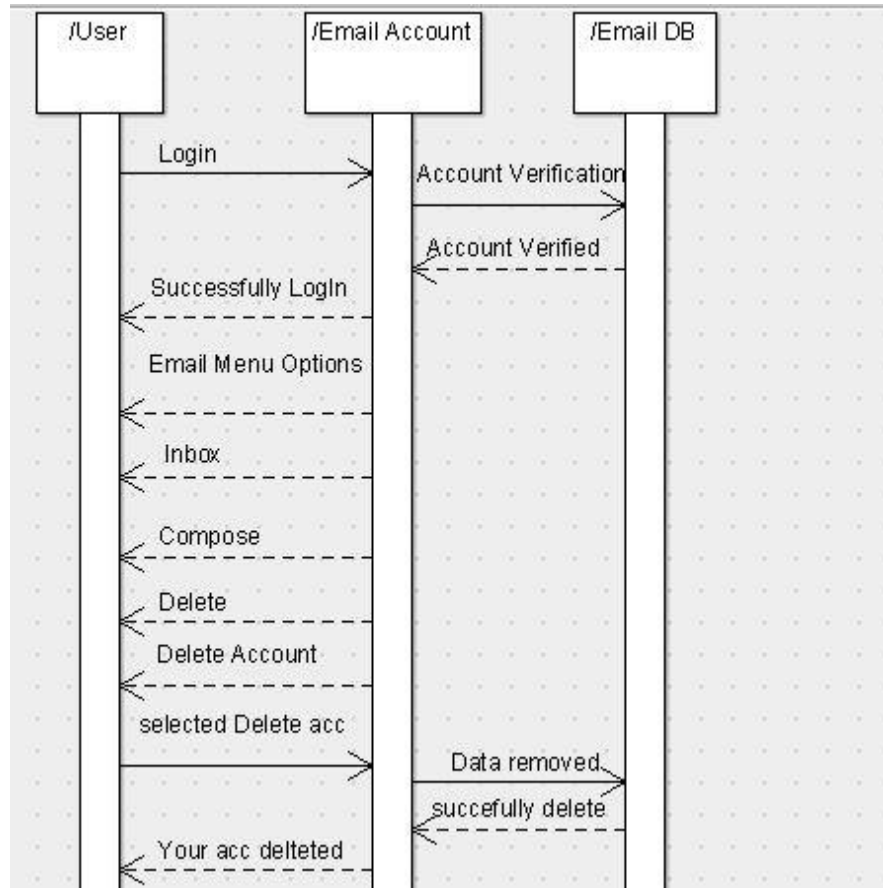 /User
/Email Account
/Email DB
Login
Account Verification
Account Verified
Successfully LogIn
Email Menu Options
Inbox
Compose
Delete
Delete Account
selected Delete acc
Data removed
succefully delete
Your acc delteted